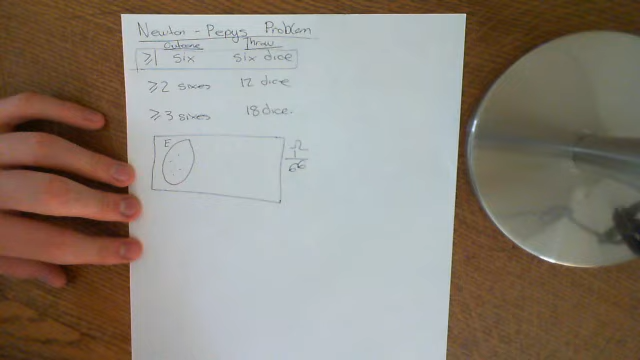 Newton - Pepys Problem
Outcome Throw
≥1 six six dice
≥2 sixes 12 dice
≥3 sixes 18 dice
E
Ω
1
6⁶